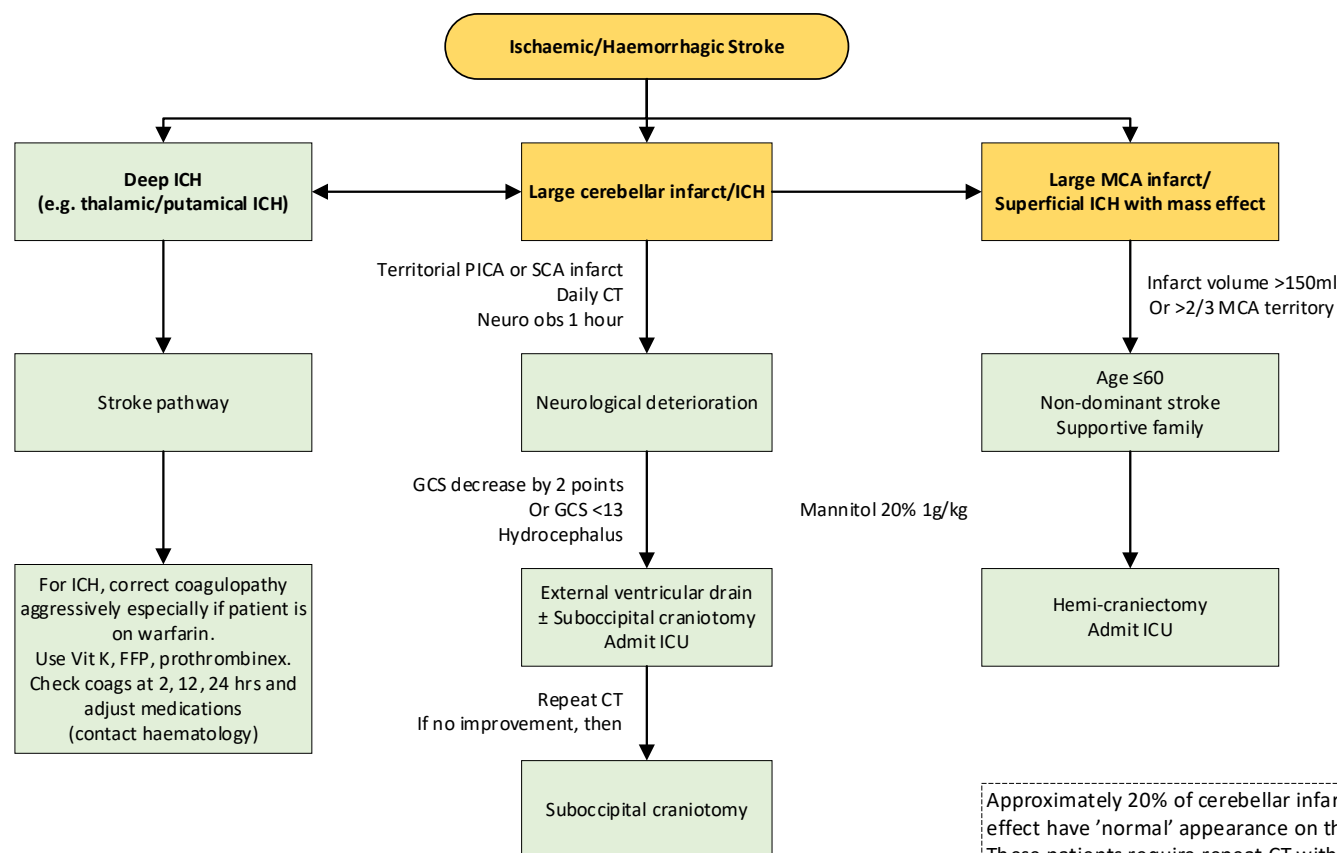 Ischaemic/Haemorrhagic Stroke
Deep ICH
(e.g. thalamic/putamical ICH)
Large cerebellar infarct/ICH
Large MCA infarct/
Superficial ICH with mass effect
Territorial PICA or SCA infarct
Daily CT
Neuro obs 1 hour
Infarct volume >150ml
Or >2/3 MCA territory
Stroke pathway
Neurological deterioration
Age ≤60
Non-dominant stroke
Supportive family
GCS decrease by 2 points
Or GCS <13
Hydrocephalus
Mannitol 20% 1g/kg
For ICH, correct coagulopathy
aggressively especially if patient is
on warfarin.
Use Vit K, FFP, prothrombinex.
Check coags at 2, 12, 24 hrs and
adjust medications
(contact haematology)
External ventricular drain
± Suboccipital craniotomy
Admit ICU
Hemi-craniectomy
Admit ICU
Repeat CT
If no improvement, then
Suboccipital craniotomy
Approximately 20% of cerebellar
effect have ’normal’ appearance on
These patients require repeat CT